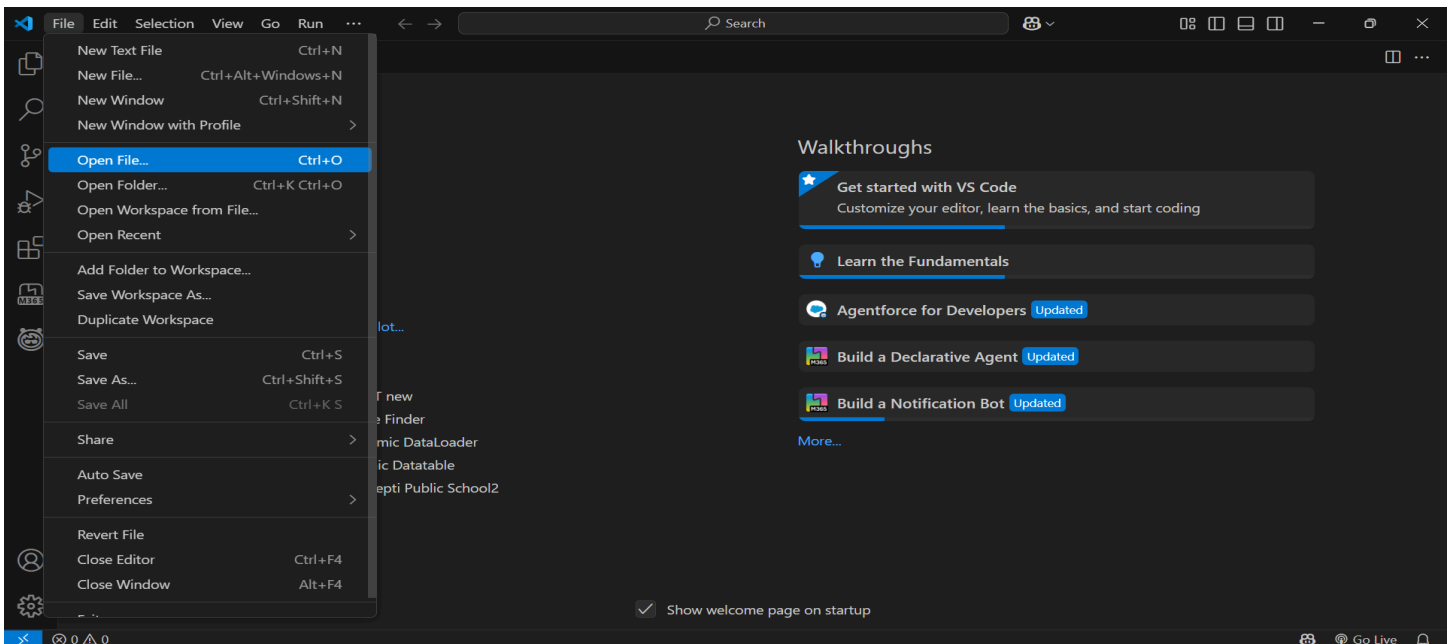 File Edit Selection View Go Run ··· Search
New Text File Ctrl+N
New File... Ctrl+Alt+Windows+N
New Window Ctrl+Shift+N
New Window with Profile
Open File... Ctrl+O
Open Folder... Ctrl+K Ctrl+O
Open Workspace from File...
Open Recent
Add Folder to Workspace...
Save Workspace As...
Duplicate Workspace
Save Ctrl+S
Save As... Ctrl+Shift+S
Save All Ctrl+K S
Share
Auto Save
Preferences
Revert File
Close Editor Ctrl+F4
Close Window Alt+F4
M365
lot...
new
Finder
mic DataLoader
ic Datatable
epti Public School2
Walkthroughs
Get started with VS Code
Customize your editor, learn the basics, and start coding
Learn the Fundamentals
Agentforce for Developers Updated
M365 Build a Declarative Agent Updated
M365 Build a Notification Bot Updated
More...
Show welcome page on startup
0 0 Go Live